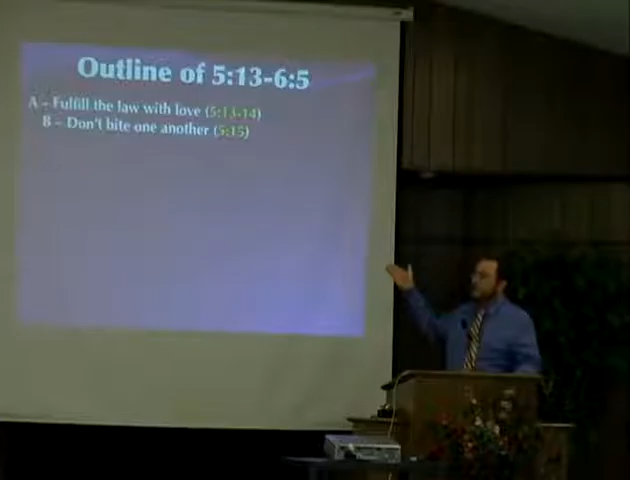 Outline of 5:13-6:5
A - Fulfill the law with love (5:13-14)
B - Don't bite one another (5:15)